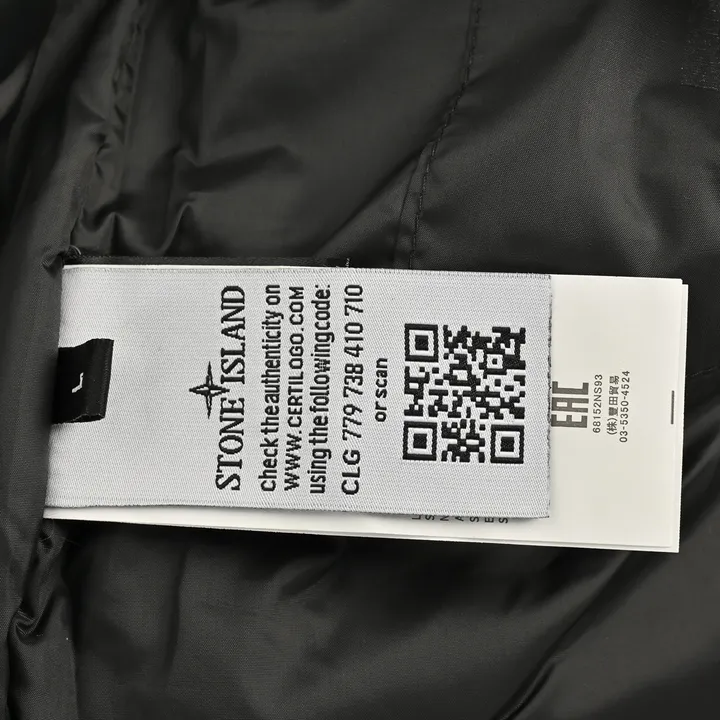 L
STONE ISLAND
check the authenticity on
WWW.CERTILOGO.COM
using the following code:
CLG 779 738 410 710
or scan
EAC
68152NS93
(株)豊田貿易
03-5350-4524